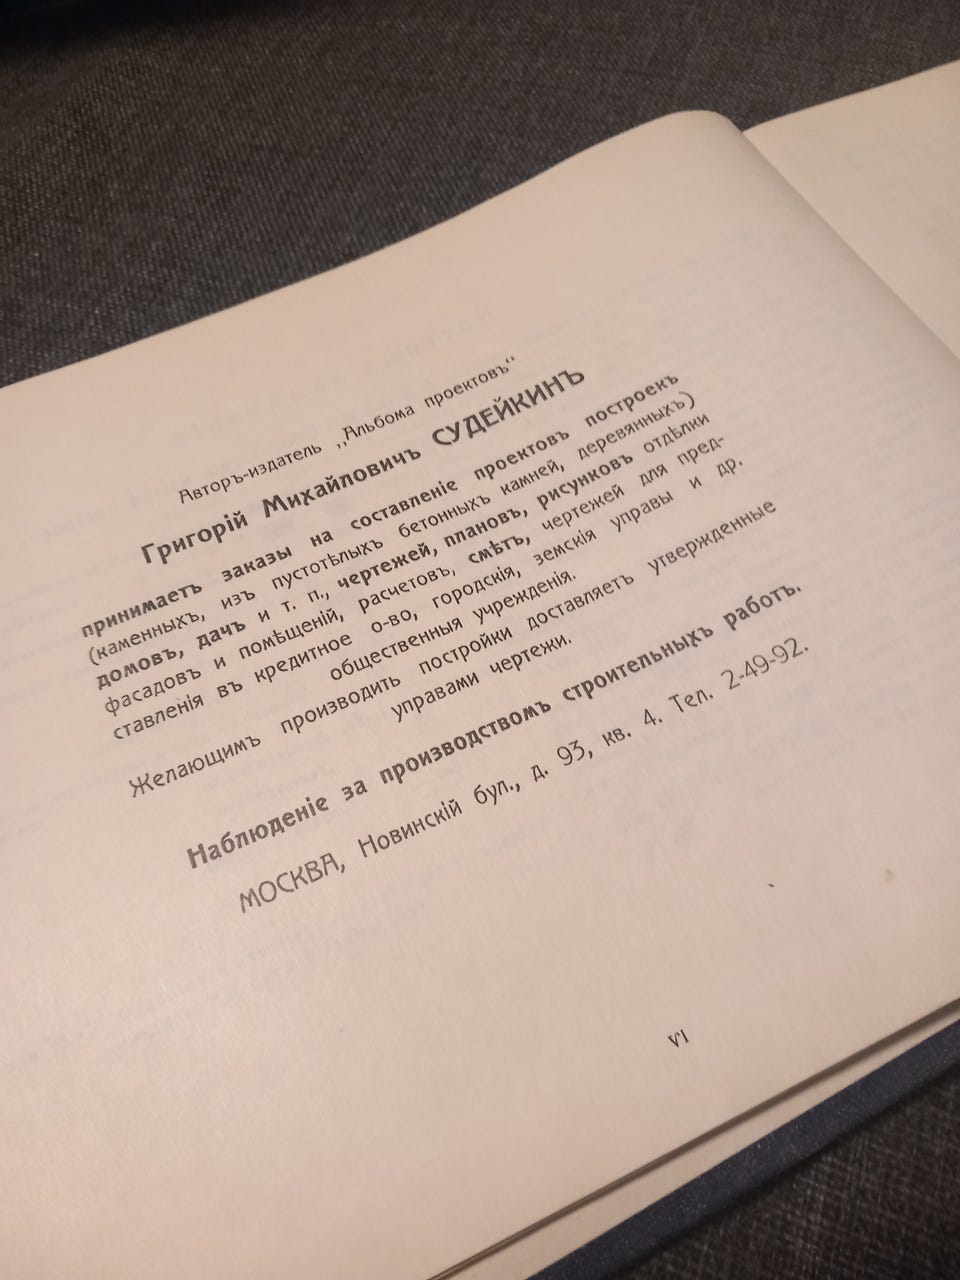 Авторъ-издатель ,,Альбома проектовъ“
Григорій Михайловичъ СУДЕЙКИНЪ
принимаетъ заказы на составленіе проектовъ построекъ
(каменныхъ, изъ пустотѣлыхъ бетонныхъ камней, деревянныхъ)
домовъ, дачъ и т. п., чертежей, плановъ, рисунковъ отдѣлки
фасадовъ и помѣщеній, расчетовъ, смѣтъ, чертежей для пред-
ставленія въ кредитное о-во, городскія, земскія управы и др.
общественныя учрежденія.
Желающимъ производить постройки доставляетъ утвержденные
управами чертежи.
Наблюденіе за производствомъ строительныхъ работъ.
МОСКВА, Новинскій бул., д. 93, кв. 4. Тел. 2-49-92.
VI